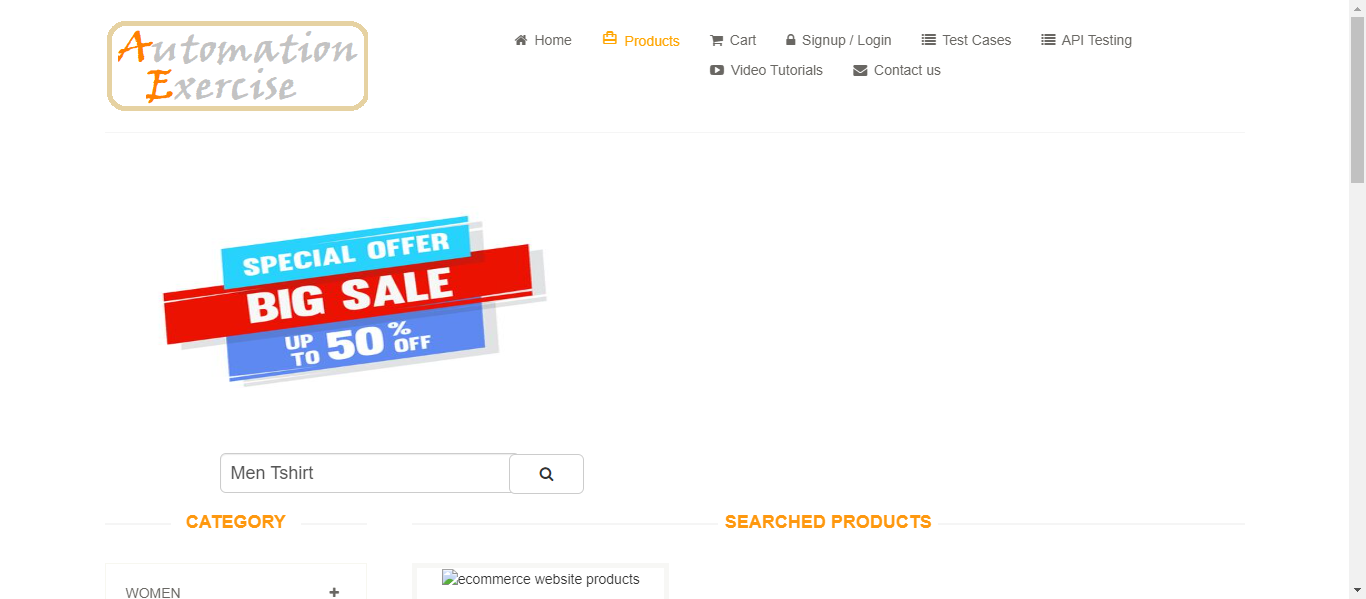 Automation
Exercise
Home
Products
Cart
Signup / Login
Test Cases
API Testing
Video Tutorials
Contact us
SPECIAL OFFER
BIG SALE
UP TO 50% OFF
Men Tshirt
CATEGORY
SEARCHED PRODUCTS
ecommerce website products
WOMEN